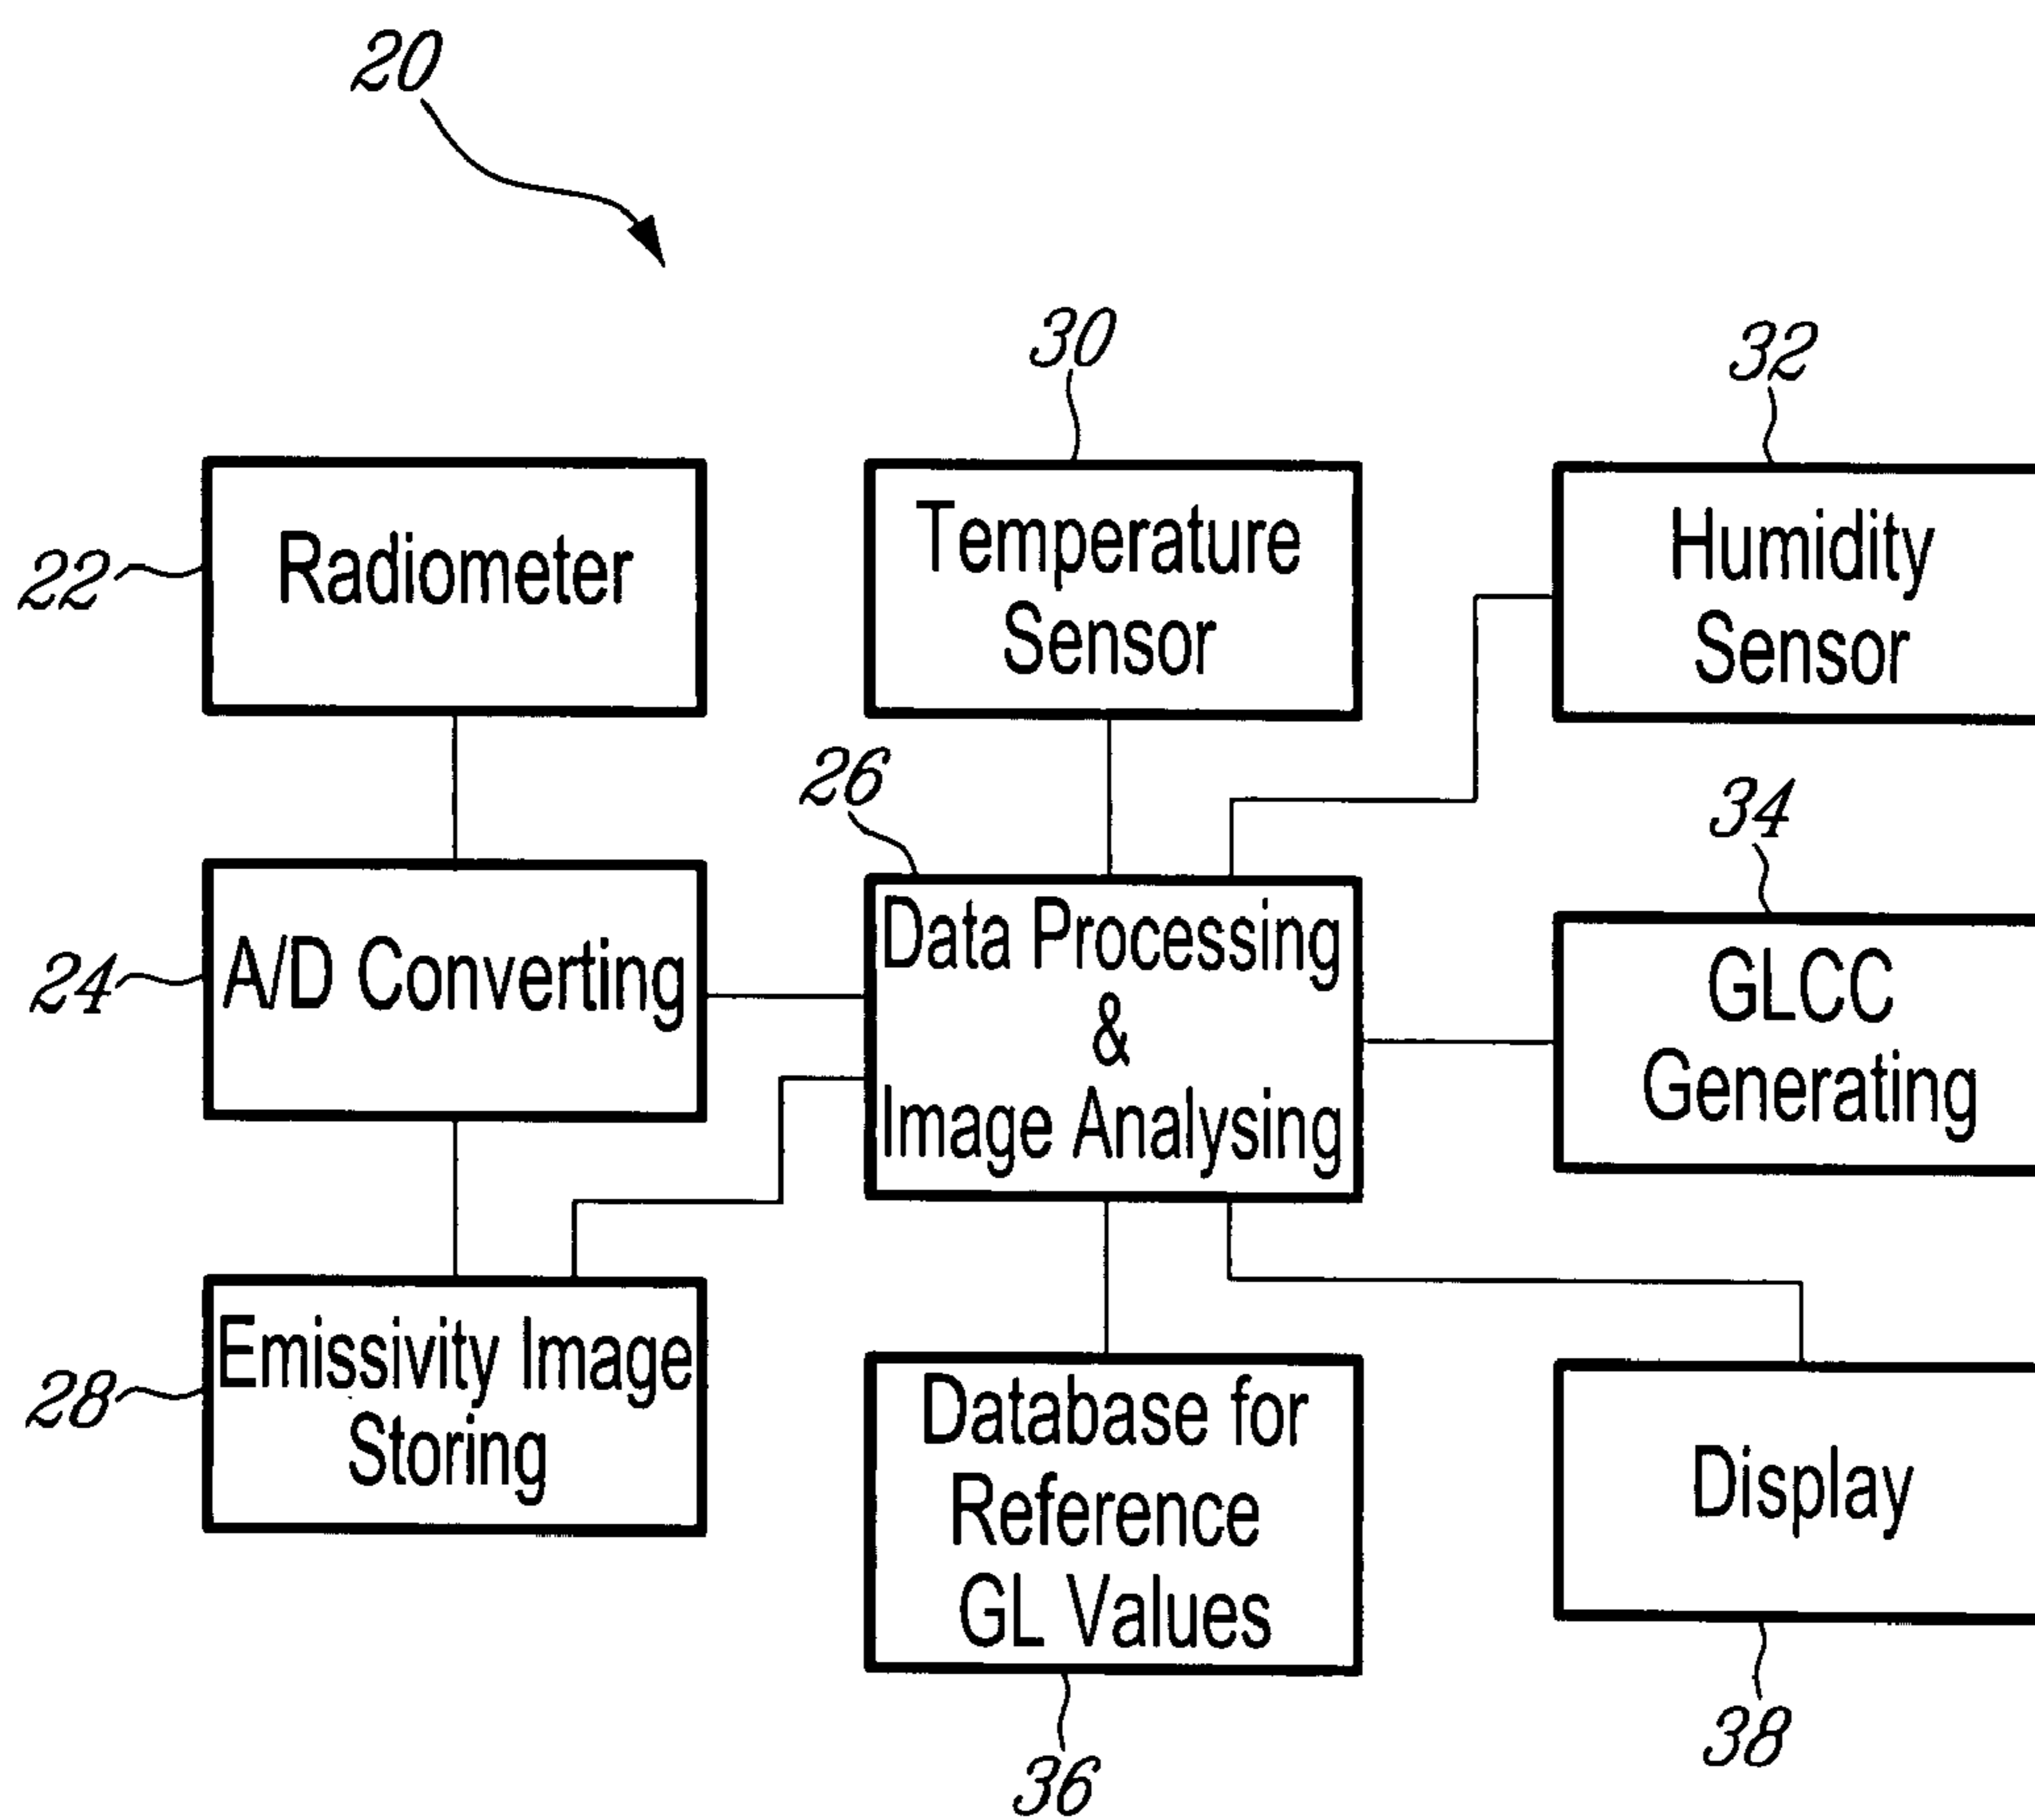 20
30
32
22
Radiometer
Temperature
Sensor
Humidity
Sensor
26
34
24
A/D Converting
Data Processing
&
Image Analysing
GLCC
Generating
28
Emissivity Image
Storing
Database for
Reference
GL Values
Display
36
38